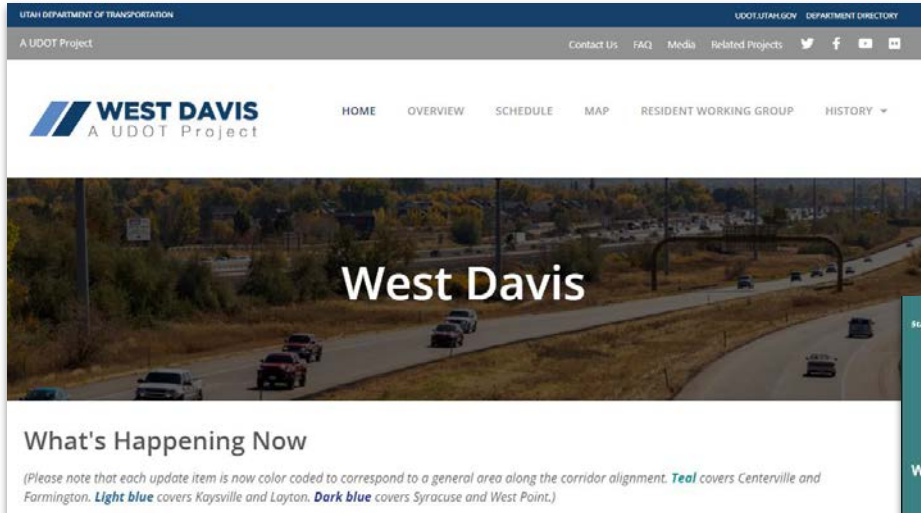 UTAH DEPARTMENT OF TRANSPORTATION
UDOT.UTAH.GOV DEPARTMENT DIRECTORY
A UDOT Project
Contact Us FAQ Media Related Projects
WEST DAVIS
A UDOT Project
HOME OVERVIEW SCHEDULE MAP RESIDENT WORKING GROUP HISTORY
West Davis
What's Happening Now
(Please note that each update item is now color coded to correspond to a general area along the corridor alignment. Teal covers Centerville and
Farmington. Light blue covers Kaysville and Layton. Dark blue covers Syracuse and West Point.)